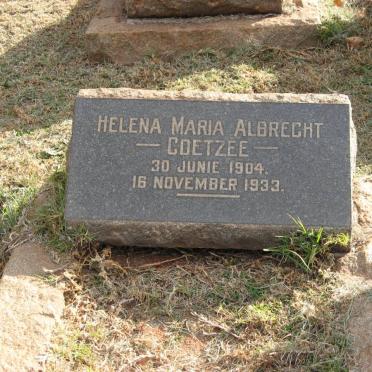 HELENA MARIA ALBRECHT
— COETZEE —
30 JUNIE 1904.
16 NOVEMBER 1933.